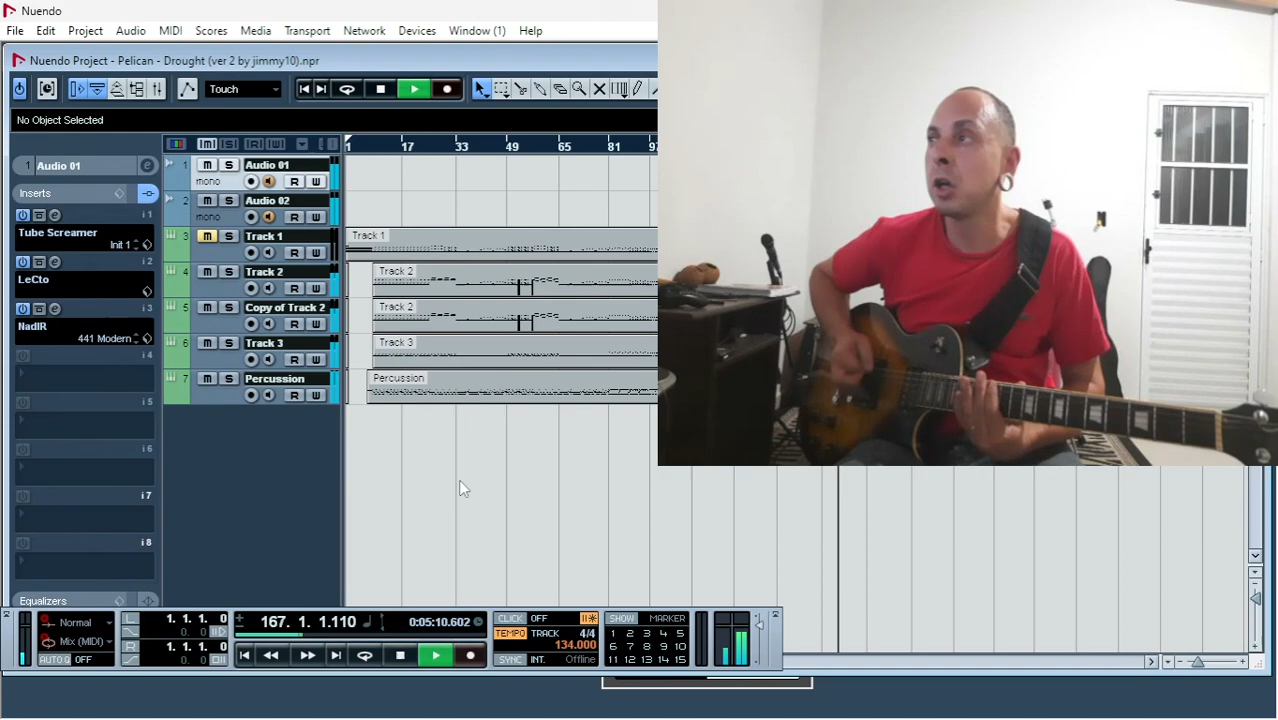 Nuendo
File Edit Project Audio MIDI Scores Media Transport Network Devices Window (1) Help
Nuendo Project - Pelican - Drought (ver 2 by jimmy10).npr
Touch
No Object Selected
1 Audio 01 e
Inserts
i 1
Tube Screamer
Init 1
i 2
LeCto
i 3
NadIR
441 Modern
i 4
i 5
i 6
i 7
i 8
Equalizers
M S R W
1 17 33 49 65 81 97
1 M S Audio 01
mono R W
2 M S Audio 02
mono R W
3 M S Track 1
R W
4 M S Track 2
R W
5 M S Copy of Track 2
R W
6 M S Track 3
R W
7 M S Percussion
R W
Track 1
Track 2
Track 2
Track 3
Percussion
Normal
Mix (MIDI)
AUTO Q OFF
L 1. 1. 1. 0
0. 0
R 1. 1. 1. 0
0. 0
167. 1. 1.110 0:05:10.602
CLICK OFF
TEMPO TRACK 4/4
134.000
SYNC INT. Offline
SHOW MARKER
1 2 3 4 5
6 7 8 9 10
11 12 13 14 15